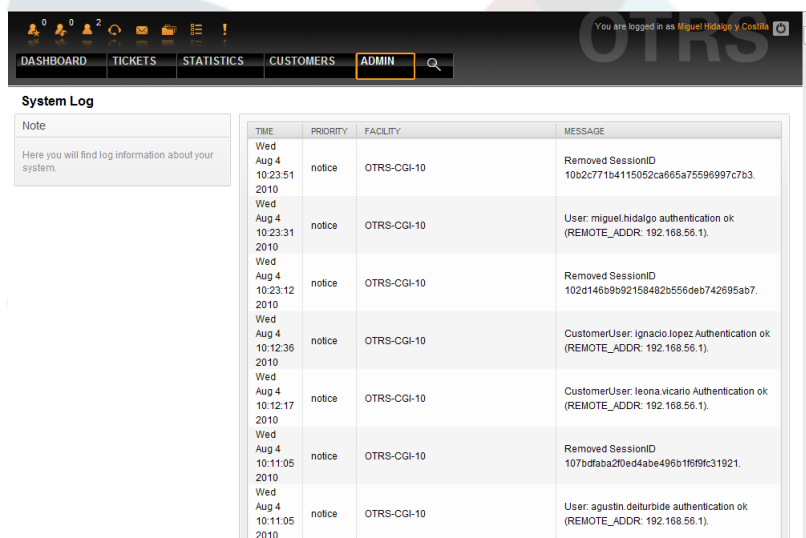 OTRS
0 0 2
You are logged in as Miguel Hidalgo y Costilla
DASHBOARD TICKETS STATISTICS CUSTOMERS ADMIN
System Log
Note
Here you will find log information about your
system.
TIME PRIORITY FACILITY MESSAGE
Wed
Aug 4
10:23:51
2010
notice
OTRS-CGI-10
Removed SessionID
10b2c771b4115052ca665a75596997c7b3.
Wed
Aug 4
10:23:31
2010
notice
OTRS-CGI-10
User: miguel.hidalgo authentication ok
(REMOTE_ADDR: 192.168.56.1).
Wed
Aug 4
10:23:12
2010
notice
OTRS-CGI-10
Removed SessionID
102d146b9b92158482b556deb742695ab7.
Wed
Aug 4
10:12:36
2010
notice
OTRS-CGI-10
CustomerUser: ignacio.lopez Authentication ok
(REMOTE_ADDR: 192.168.56.1).
Wed
Aug 4
10:12:17
2010
notice
OTRS-CGI-10
CustomerUser: leona.vicario Authentication ok
(REMOTE_ADDR: 192.168.56.1).
Wed
Aug 4
10:11:05
2010
notice
OTRS-CGI-10
Removed SessionID
107bdfaba2f0ed4abe496b1f6f9fc31921.
Wed
Aug 4
10:11:05
2010
notice
OTRS-CGI-10
User: agustin.deiturbide authentication ok
(REMOTE_ADDR: 192.168.56.1).